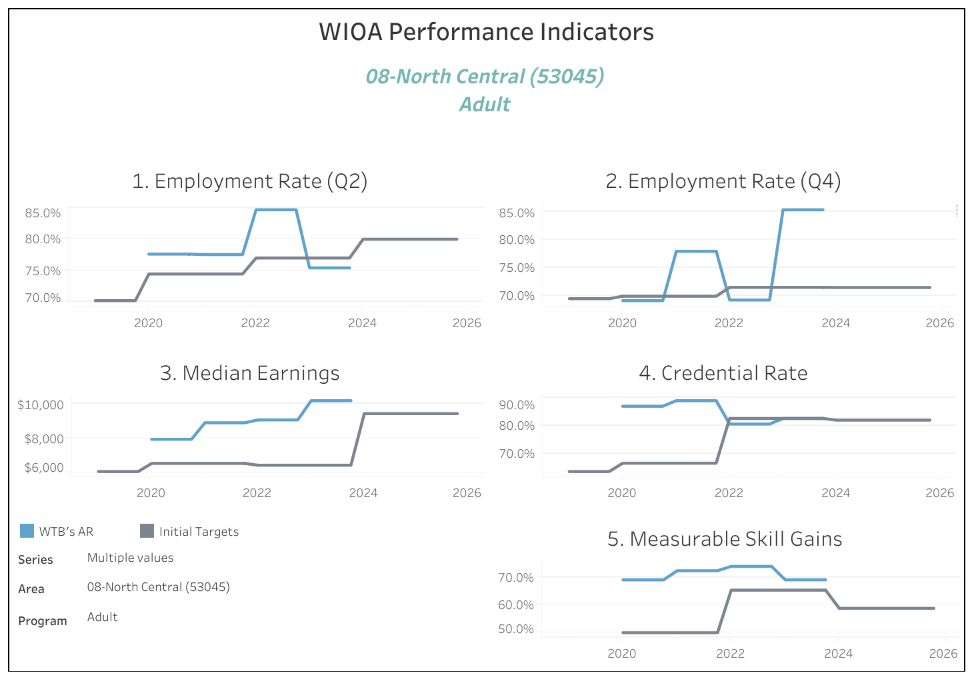 WIOA Performance Indicators
08-North Central (53045)
Adult
1. Employment Rate (Q2)
85.0%
80.0%
75.0%
70.0%
2020 2022 2024 2026
2. Employment Rate (Q4)
85.0%
80.0%
75.0%
70.0%
2020 2022 2024 2026
3. Median Earnings
$10,000
$8,000
$6,000
2020 2022 2024 2026
4. Credential Rate
90.0%
80.0%
70.0%
2020 2022 2024 2026
WTB's AR Initial Targets
Series Multiple values
Area 08-North Central (53045)
Program Adult
5. Measurable Skill Gains
70.0%
60.0%
50.0%
2020 2022 2024 2026